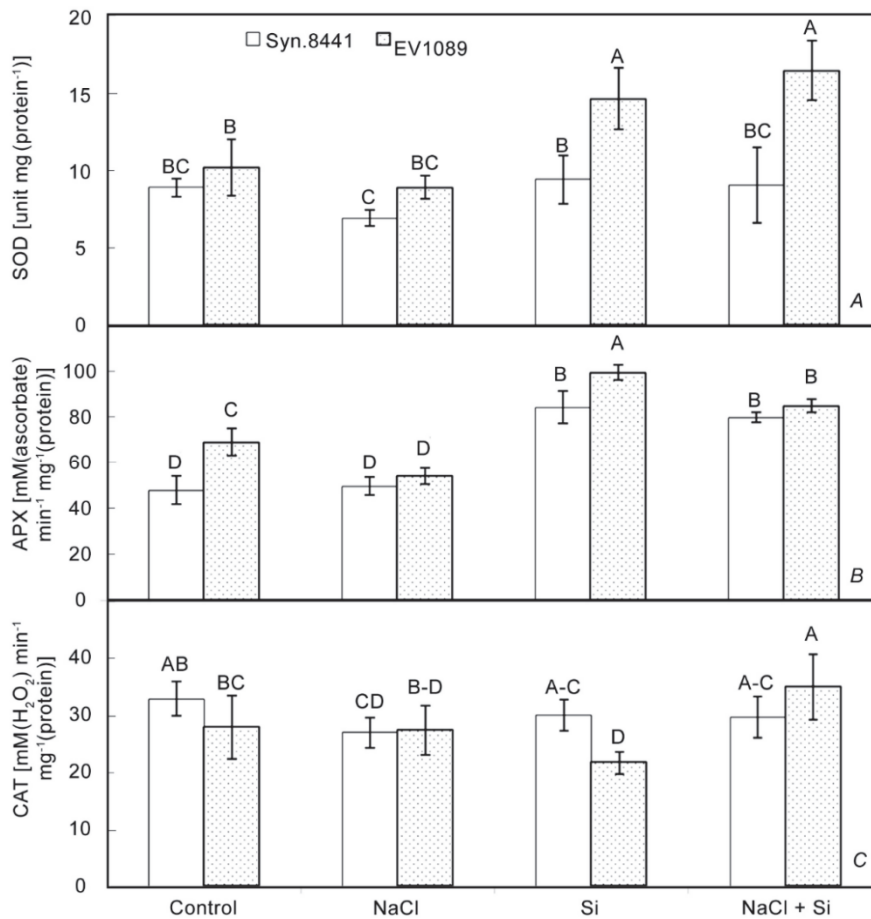 20
15
10
5
0
SOD [unit mg (protein⁻¹)]
Syn.8441
EV1089
BC
B
C
BC
B
A
BC
A
A
100
80
60
40
20
0
APX [mM(ascorbate)
min⁻¹ mg⁻¹(protein)]
D
C
D
D
B
A
B
B
B
40
30
20
10
0
CAT [mM(H₂O₂) min⁻¹
mg⁻¹(protein)]
AB
BC
CD
B-D
A-C
D
A-C
A
C
Control
NaCl
Si
NaCl + Si